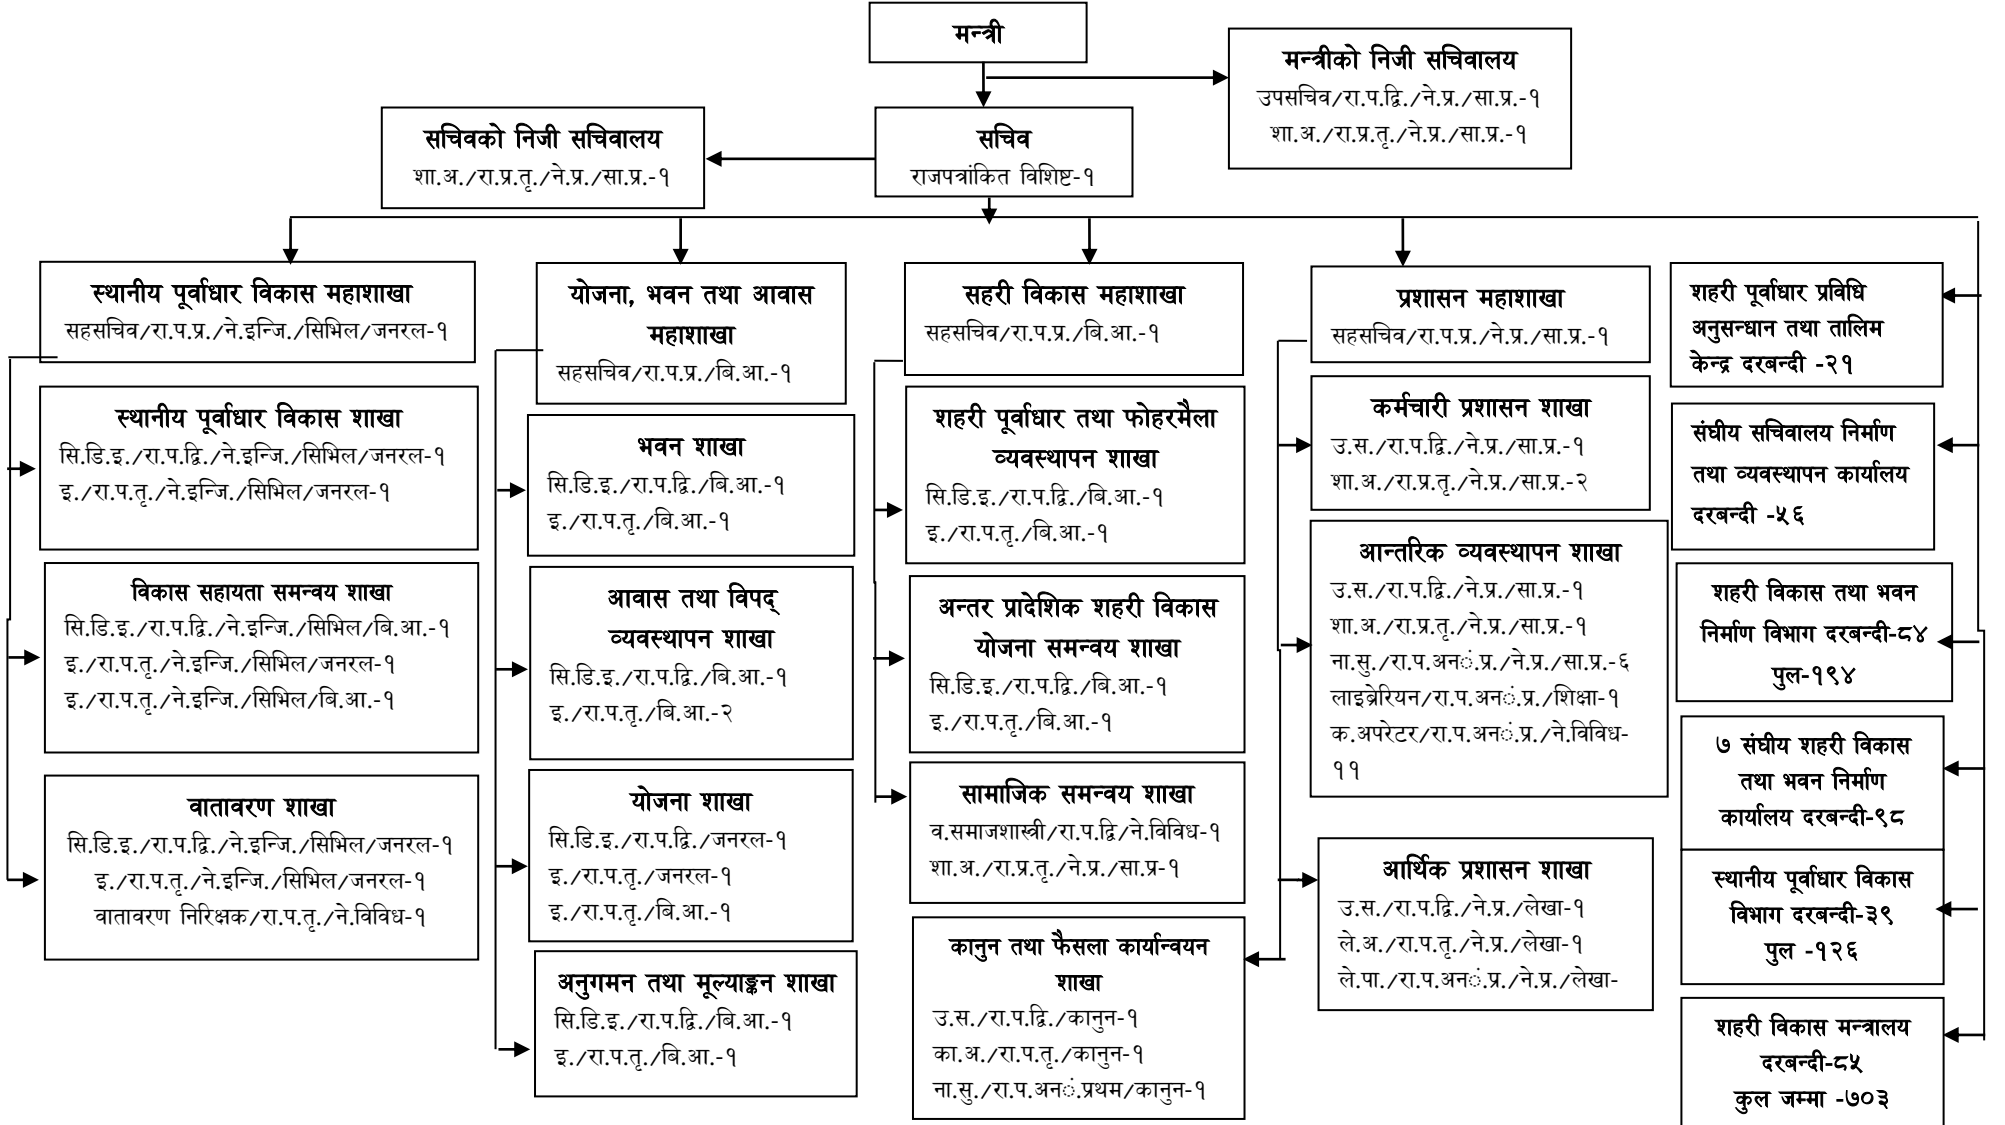 मन्त्री
मन्त्रीको निजी सचिवालय
उपसचिव/रा.प.द्वि./ने.प्र./सा.प्र.-१
शा.अ./रा.प्र.तृ./ने.प्र./सा.प्र.-१
सचिवको निजी सचिवालय
शा.अ./रा.प्र.तृ./ने.प्र./सा.प्र.-१
सचिव
राजपत्रांकित विशिष्ट-१
स्थानीय पूर्वाधार विकास महाशाखा
सहसचिव/रा.प.प्र./ने.इन्जि./सिभिल/जनरल-१
स्थानीय पूर्वाधार विकास शाखा
सि.डि.इ./रा.प.द्वि./ने.इन्जि./सिभिल/जनरल-१
इ./रा.प.तृ./ने.इन्जि./सिभिल/जनरल-१
विकास सहायता समन्वय शाखा
सि.डि.इ./रा.प.द्वि./ने.इन्जि./सिभिल/बि.आ.-१
इ./रा.प.तृ./ने.इन्जि./सिभिल/जनरल-१
इ./रा.प.तृ./ने.इन्जि./सिभिल/बि.आ.-१
वातावरण शाखा
सि.डि.इ./रा.प.द्वि./ने.इन्जि./सिभिल/जनरल-१
इ./रा.प.तृ./ने.इन्जि./सिभिल/जनरल-१
वातावरण निरिक्षक/रा.प.तृ./ने.विविध-१
योजना, भवन तथा आवास
महाशाखा
सहसचिव/रा.प.प्र./बि.आ.-१
भवन शाखा
सि.डि.इ./रा.प.द्वि./बि.आ.-१
इ./रा.प.तृ./बि.आ.-१
आवास तथा विपद्
व्यवस्थापन शाखा
सि.डि.इ./रा.प.द्वि./बि.आ.-१
इ./रा.प.तृ./बि.आ.-२
योजना शाखा
सि.डि.इ./रा.प.द्वि./जनरल-१
इ./रा.प.तृ./जनरल-१
इ./रा.प.तृ./बि.आ.-१
अनुगमन तथा मूल्याङ्कन शाखा
सि.डि.इ./रा.प.द्वि./बि.आ.-१
इ./रा.प.तृ./बि.आ.-१
सहरी विकास महाशाखा
सहसचिव/रा.प.प्र./बि.आ.-१
शहरी पूर्वाधार तथा फोहरमैला
व्यवस्थापन शाखा
सि.डि.इ./रा.प.द्वि./बि.आ.-१
इ./रा.प.तृ./बि.आ.-१
अन्तर प्रादेशिक शहरी विकास
योजना समन्वय शाखा
सि.डि.इ./रा.प.द्वि./बि.आ.-१
इ./रा.प.तृ./बि.आ.-१
सामाजिक समन्वय शाखा
व.समाजशास्त्री/रा.प.द्वि/ने.विविध-१
शा.अ./रा.प्र.तृ./ने.प्र./सा.प्र-१
कानुन तथा फैसला कार्यान्वयन
शाखा
उ.स./रा.प.द्वि./कानुन-१
का.अ./रा.प.तृ./कानुन-१
ना.सु./रा.प.अनं.प्रथम/कानुन-१
प्रशासन महाशाखा
सहसचिव/रा.प.प्र./ने.प्र./सा.प्र.-१
कर्मचारी प्रशासन शाखा
उ.स./रा.प.द्वि./ने.प्र./सा.प्र.-१
शा.अ./रा.प्र.तृ./ने.प्र./सा.प्र.-२
आन्तरिक व्यवस्थापन शाखा
उ.स./रा.प.द्वि./ने.प्र./सा.प्र.-१
शा.अ./रा.प्र.तृ./ने.प्र./सा.प्र.-१
ना.सु./रा.प.अनं.प्र./ने.प्र./सा.प्र.-६
लाइब्रेरियन/रा.प.अनं.प्र./शिक्षा-१
क.अपरेटर/रा.प.अनं.प्र./ने.विविध-
११
आर्थिक प्रशासन शाखा
उ.स./रा.प.द्वि./ने.प्र./लेखा-१
ले.अ./रा.प.तृ./ने.प्र./लेखा-१
ले.पा./रा.प.अनं.प्र./ने.प्र./लेखा-
शहरी पूर्वाधार प्रविधि
अनुसन्धान तथा तालिम
केन्द्र दरबन्दी -२१
संघीय सचिवालय निर्माण
तथा व्यवस्थापन कार्यालय
दरबन्दी -५६
शहरी विकास तथा भवन
निर्माण विभाग दरबन्दी-८४
पुल-१९४
७ संघीय शहरी विकास
तथा भवन निर्माण
कार्यालय दरबन्दी-९८
स्थानीय पूर्वाधार विकास
विभाग दरबन्दी-३९
पुल -१२६
शहरी विकास मन्त्रालय
दरबन्दी-८५
कुल जम्मा -७०३